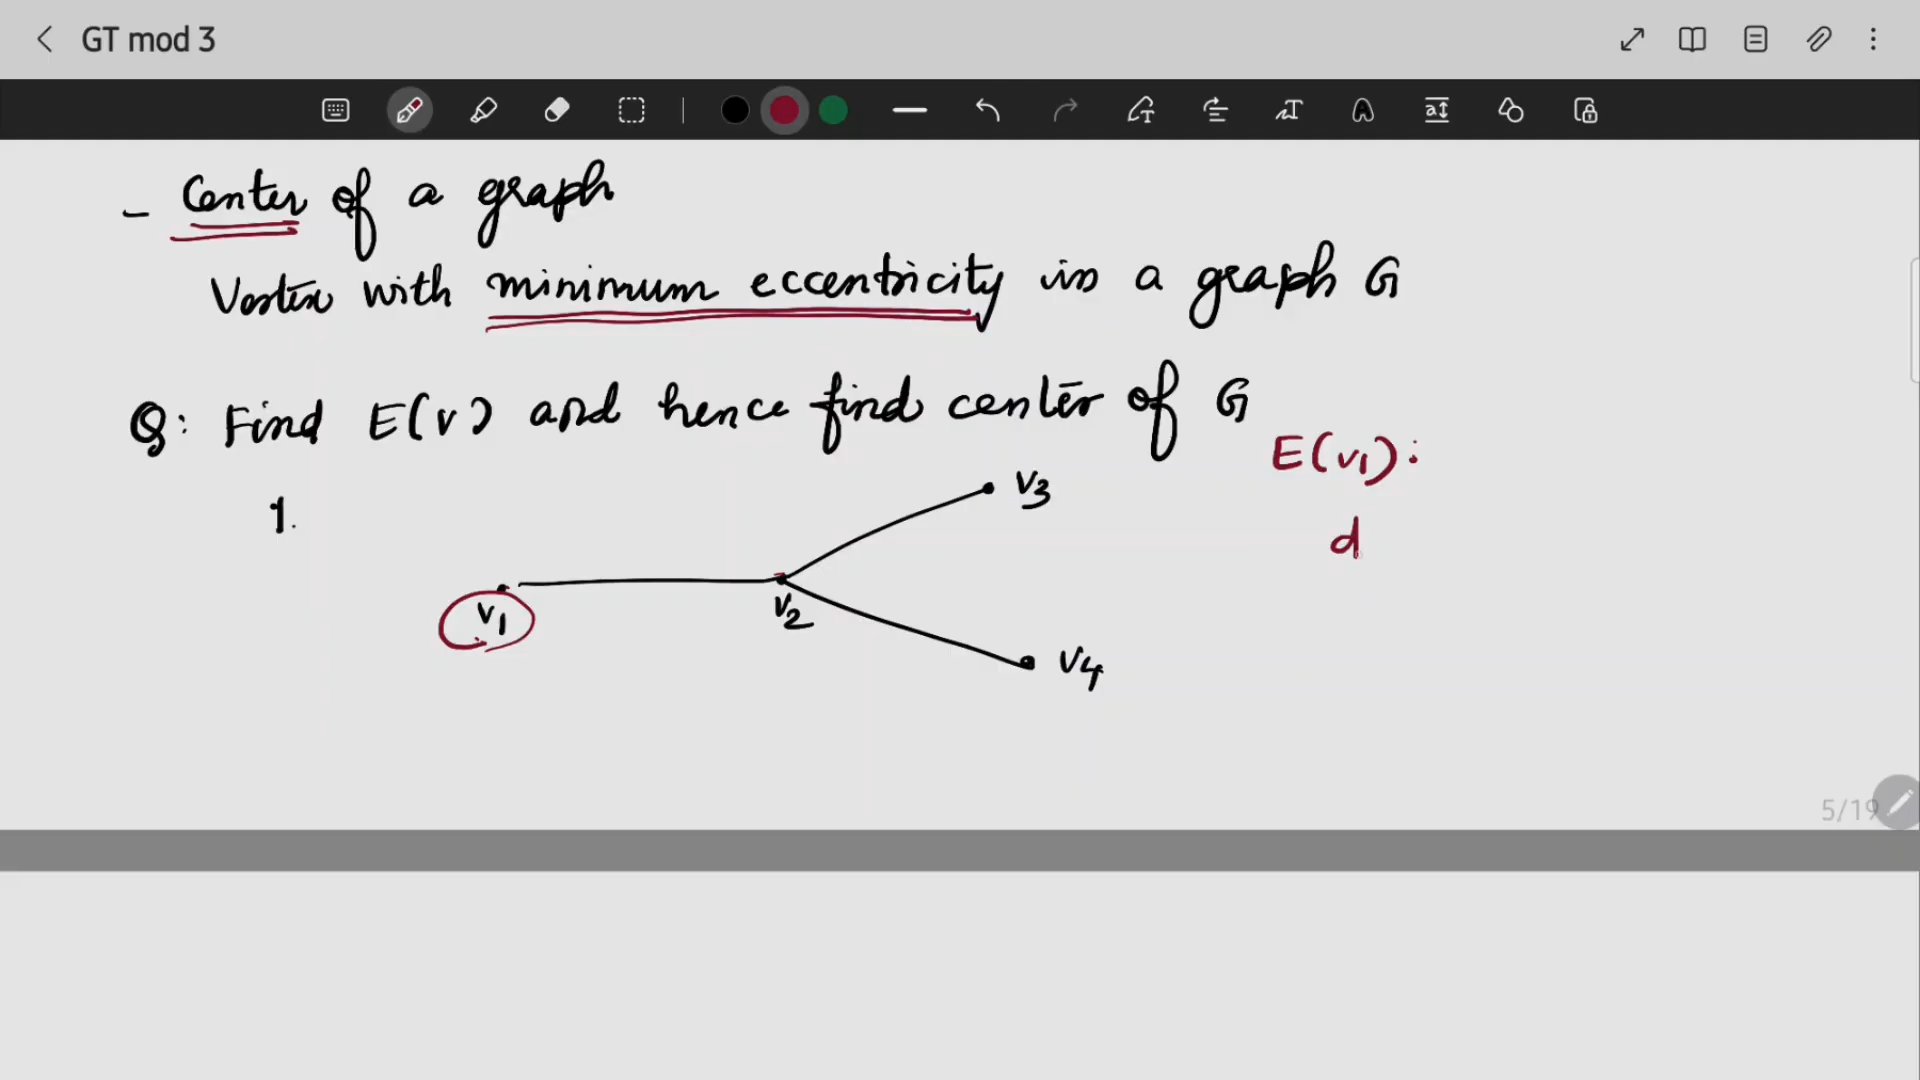 GT mod 3
- Center of a graph
Vertex with minimum eccentricity in a graph G
Q: Find E(v) and hence find center of G
E(v1):
1.
v3
d
v1
v2
v4
5/19